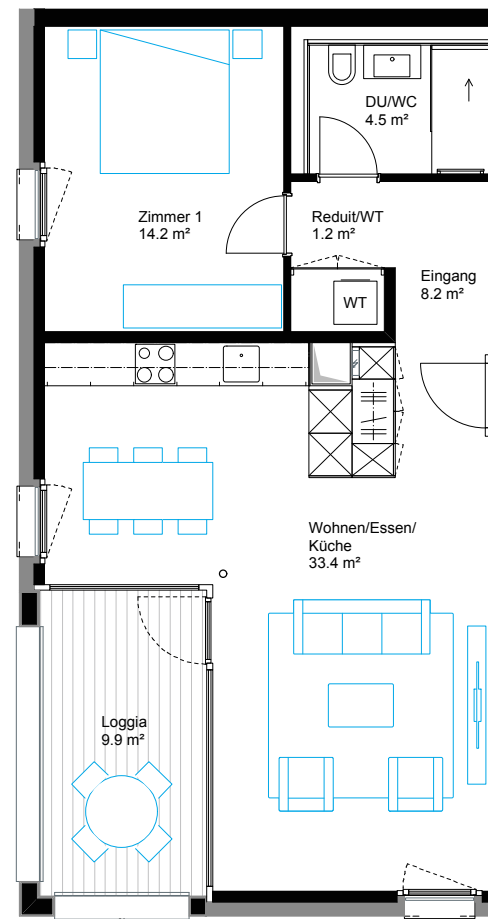 DU/WC
4.5 m²
Zimmer 1
14.2 m²
Reduit/WT
1.2 m²
Eingang
8.2 m²
WT
Wohnen/Essen/
Küche
33.4 m²
Loggia
9.9 m²